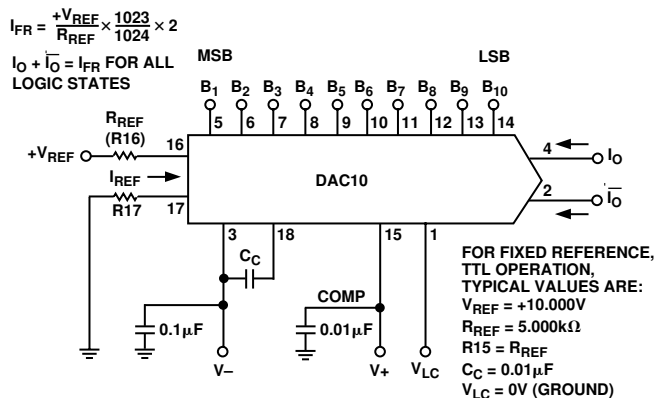 I_FR = +V_REF / R_REF × 1023 / 1024 × 2
I_O + \overline{I_O} = I_FR FOR ALL
LOGIC STATES
MSB LSB
B1 B2 B3 B4 B5 B6 B7 B8 B9 B10
5 6 7 8 9 10 11 12 13 14
R_REF
(R16)
+V_REF 16
4 I_O
I_REF
DAC10
2 \overline{I_O}
R17 17
3 18 15 1
C_C
COMP
0.1μF 0.01μF
V– V+ V_LC
FOR FIXED REFERENCE,
TTL OPERATION,
TYPICAL VALUES ARE:
V_REF = +10.000V
R_REF = 5.000kΩ
R15 = R_REF
C_C = 0.01μF
V_LC = 0V (GROUND)